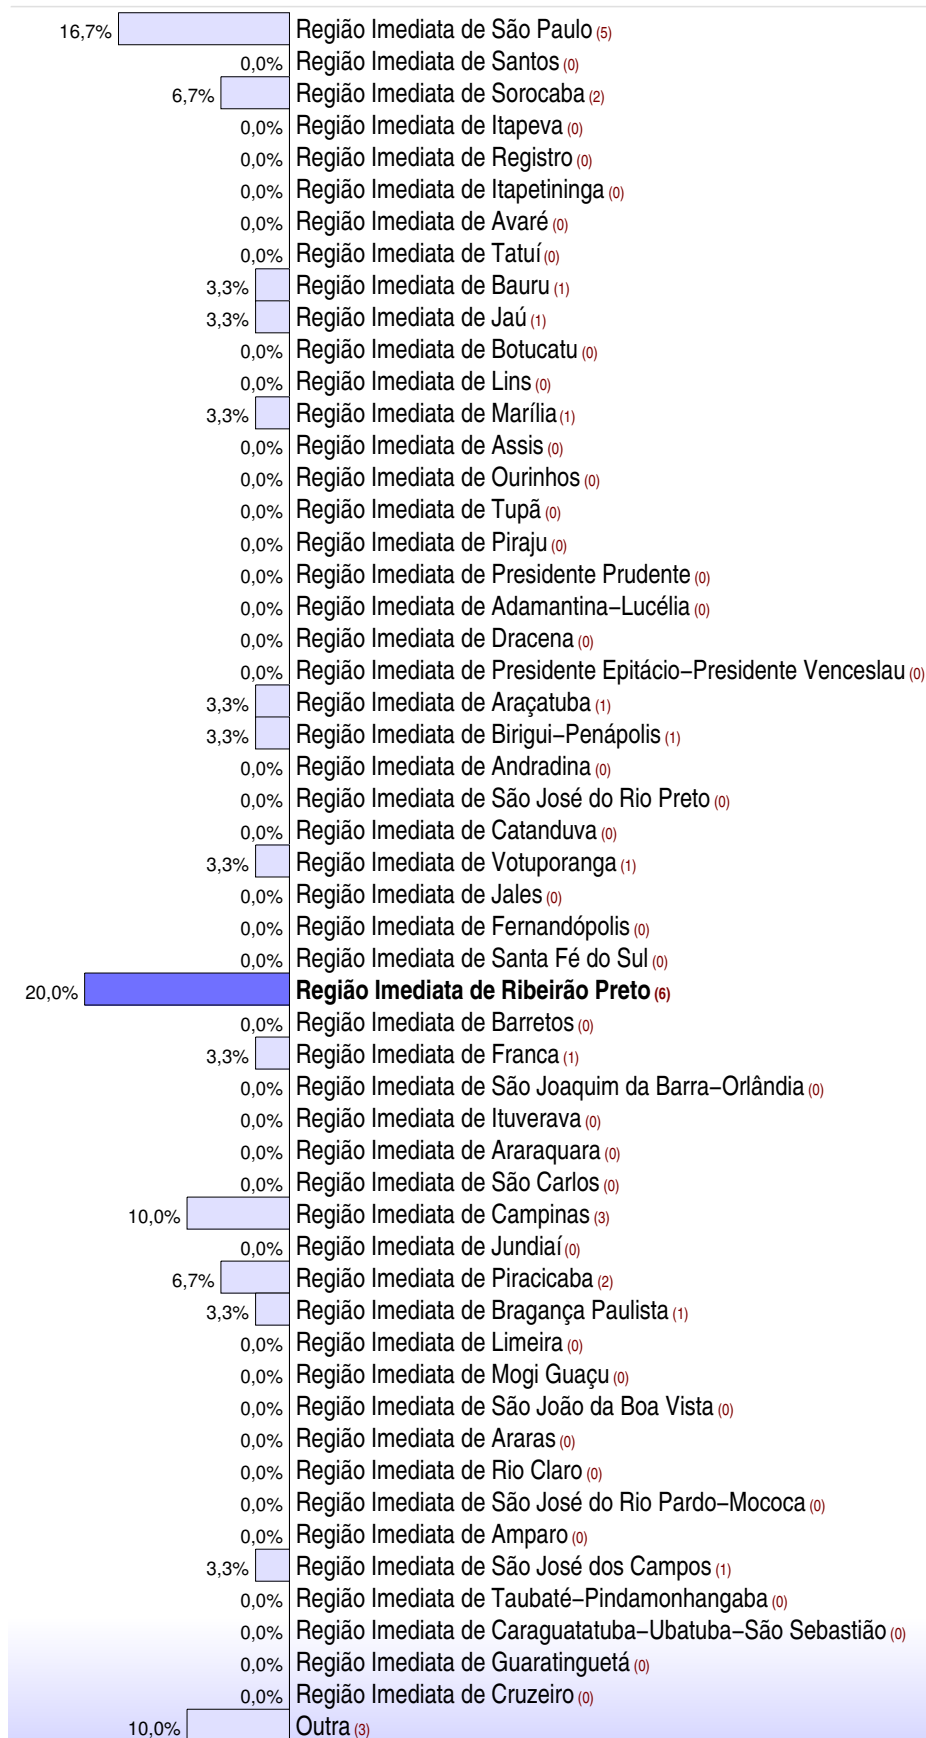 16,7% Região Imediata de São Paulo (5)
0,0% Região Imediata de Santos (0)
6,7% Região Imediata de Sorocaba (2)
0,0% Região Imediata de Itapeva (0)
0,0% Região Imediata de Registro (0)
0,0% Região Imediata de Itapetininga (0)
0,0% Região Imediata de Avaré (0)
0,0% Região Imediata de Tatuí (0)
3,3% Região Imediata de Bauru (1)
3,3% Região Imediata de Jaú (1)
0,0% Região Imediata de Botucatu (0)
0,0% Região Imediata de Lins (0)
3,3% Região Imediata de Marília (1)
0,0% Região Imediata de Assis (0)
0,0% Região Imediata de Ourinhos (0)
0,0% Região Imediata de Tupã (0)
0,0% Região Imediata de Piraju (0)
0,0% Região Imediata de Presidente Prudente (0)
0,0% Região Imediata de Adamantina−Lucélia (0)
0,0% Região Imediata de Dracena (0)
0,0% Região Imediata de Presidente Epitácio−Presidente Venceslau (0)
3,3% Região Imediata de Araçatuba (1)
3,3% Região Imediata de Birigui−Penápolis (1)
0,0% Região Imediata de Andradina (0)
0,0% Região Imediata de São José do Rio Preto (0)
0,0% Região Imediata de Catanduva (0)
3,3% Região Imediata de Votuporanga (1)
0,0% Região Imediata de Jales (0)
0,0% Região Imediata de Fernandópolis (0)
0,0% Região Imediata de Santa Fé do Sul (0)
20,0% Região Imediata de Ribeirão Preto (6)
0,0% Região Imediata de Barretos (0)
3,3% Região Imediata de Franca (1)
0,0% Região Imediata de São Joaquim da Barra−Orlândia (0)
0,0% Região Imediata de Ituverava (0)
0,0% Região Imediata de Araraquara (0)
0,0% Região Imediata de São Carlos (0)
10,0% Região Imediata de Campinas (3)
0,0% Região Imediata de Jundiaí (0)
6,7% Região Imediata de Piracicaba (2)
3,3% Região Imediata de Bragança Paulista (1)
0,0% Região Imediata de Limeira (0)
0,0% Região Imediata de Mogi Guaçu (0)
0,0% Região Imediata de São João da Boa Vista (0)
0,0% Região Imediata de Araras (0)
0,0% Região Imediata de Rio Claro (0)
0,0% Região Imediata de São José do Rio Pardo−Mococa (0)
0,0% Região Imediata de Amparo (0)
3,3% Região Imediata de São José dos Campos (1)
0,0% Região Imediata de Taubaté−Pindamonhangaba (0)
0,0% Região Imediata de Caraguatatuba−Ubatuba−São Sebastião (0)
0,0% Região Imediata de Guaratinguetá (0)
0,0% Região Imediata de Cruzeiro (0)
10,0% Outra (3)